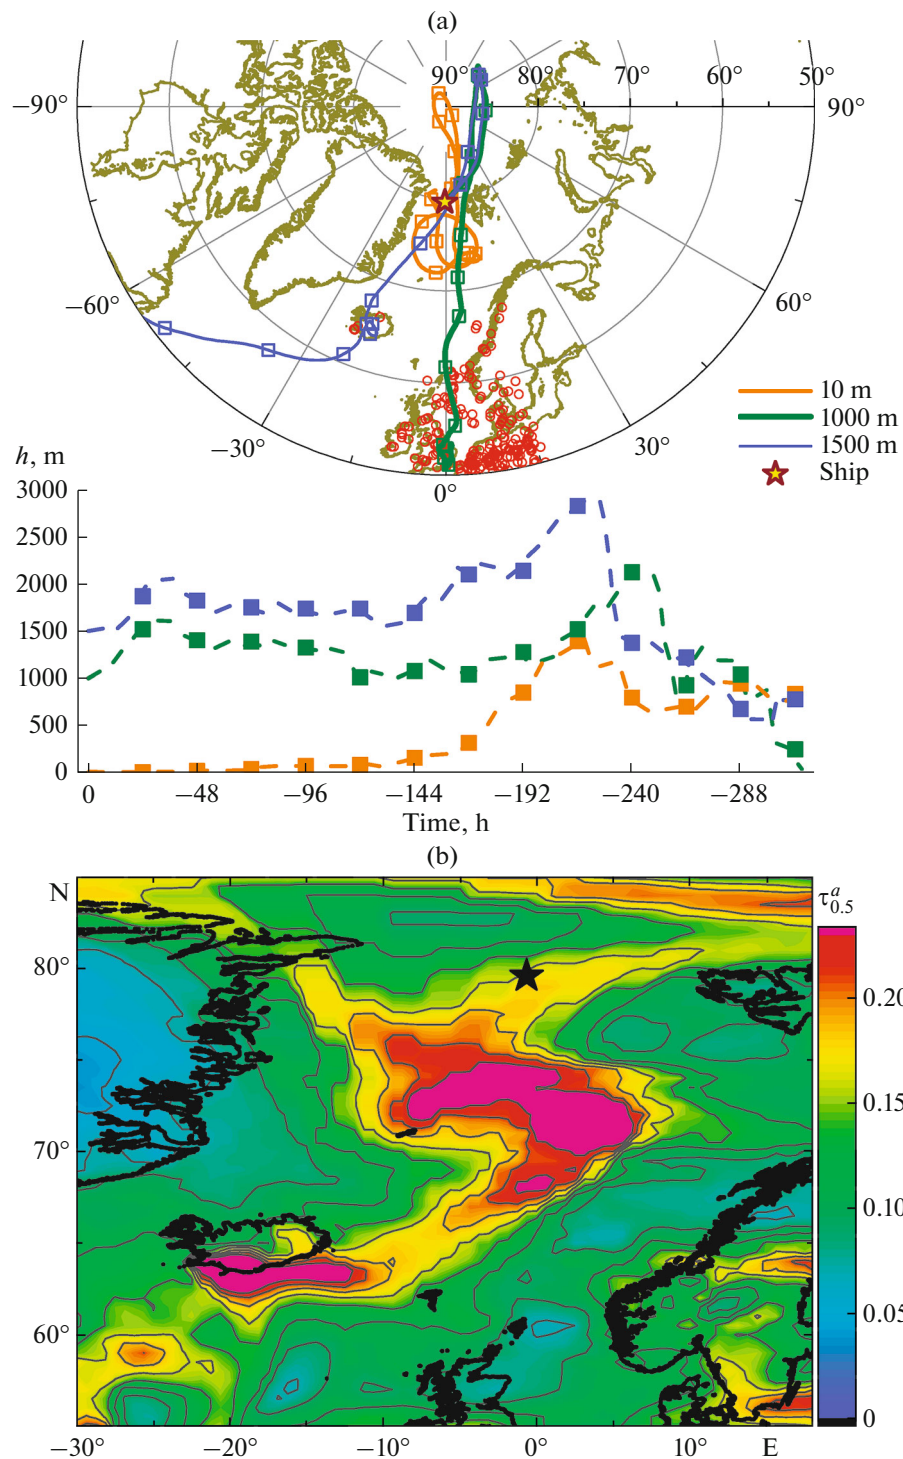 (a)
90° 80° 70° 60° 50°
−90° 90°
−60° 60°
−30° 30°
0°
10 m
1000 m
1500 m
Ship
h, m
3000
2500
2000
1500
1000
500
0
0 −48 −96 −144 −192 −240 −288
Time, h
(b)
N
80°
70°
60°
−30° −20° −10° 0° 10° E
τᵃ₀.₅
0.20
0.15
0.10
0.05
0